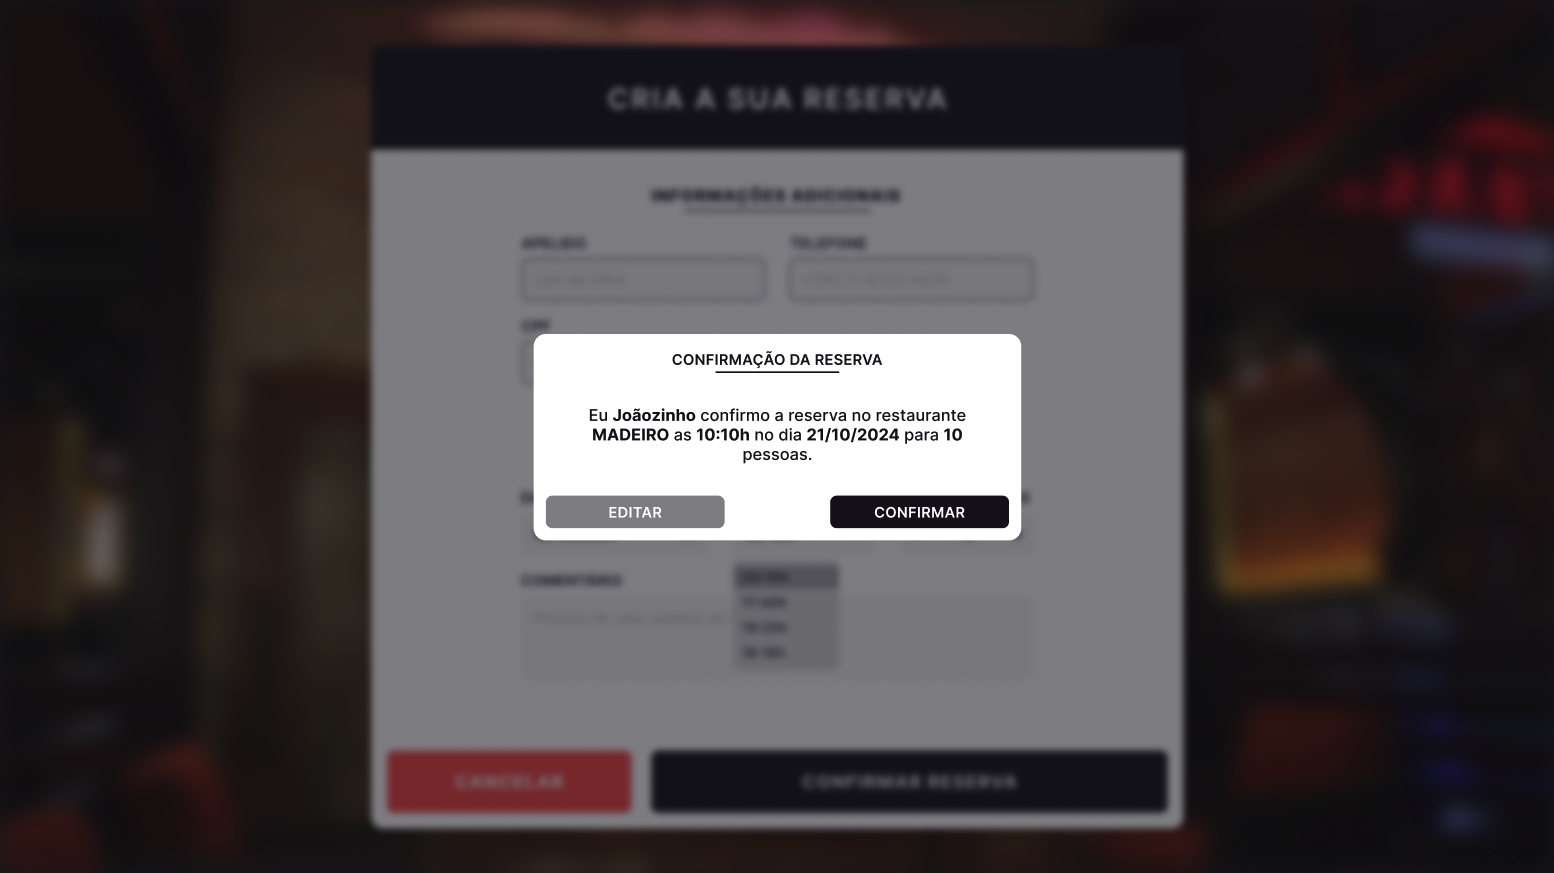 CRIA A SUA RESERVA
INFORMAÇÕES ADICIONAIS
APELIDO TELEFONE
CPF
CONFIRMAÇÃO DA RESERVA
Eu Joãozinho confirmo a reserva no restaurante
MADEIRO as 10:10h no dia 21/10/2024 para 10
pessoas.
EDITAR CONFIRMAR
COMENTÁRIO
CANCELAR CONFIRMAR RESERVA